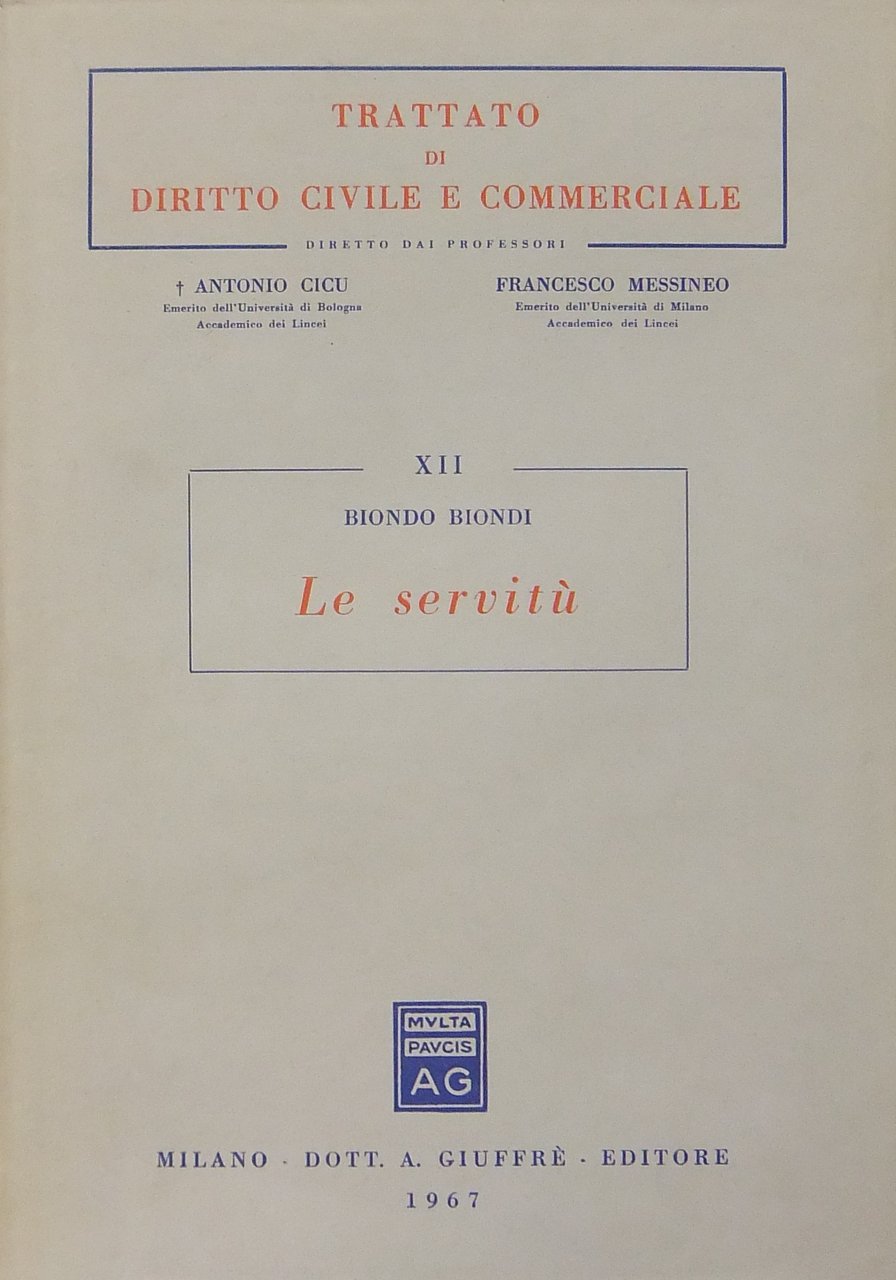 TRATTATO
DI
DIRITTO CIVILE E COMMERCIALE
DIRETTO DAI PROFESSORI
† ANTONIO CICU
Emerito dell'Università di Bologna
Accademico dei Lincei
FRANCESCO MESSINEO
Emerito dell'Università di Milano
Accademico dei Lincei
XII
BIONDO BIONDI
Le servitù
MVLTA
PAVCIS
AG
MILANO · DOTT. A. GIUFFRÈ · EDITORE
1967